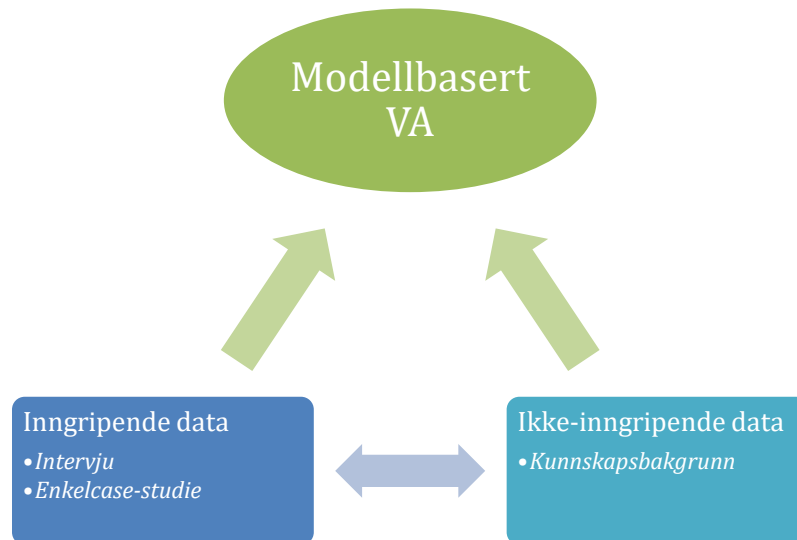 Modellbasert
VA
Inngripende data
•Intervju
•Enkelcase-studie
Ikke-inngripende data
•Kunnskapsbakgrunn